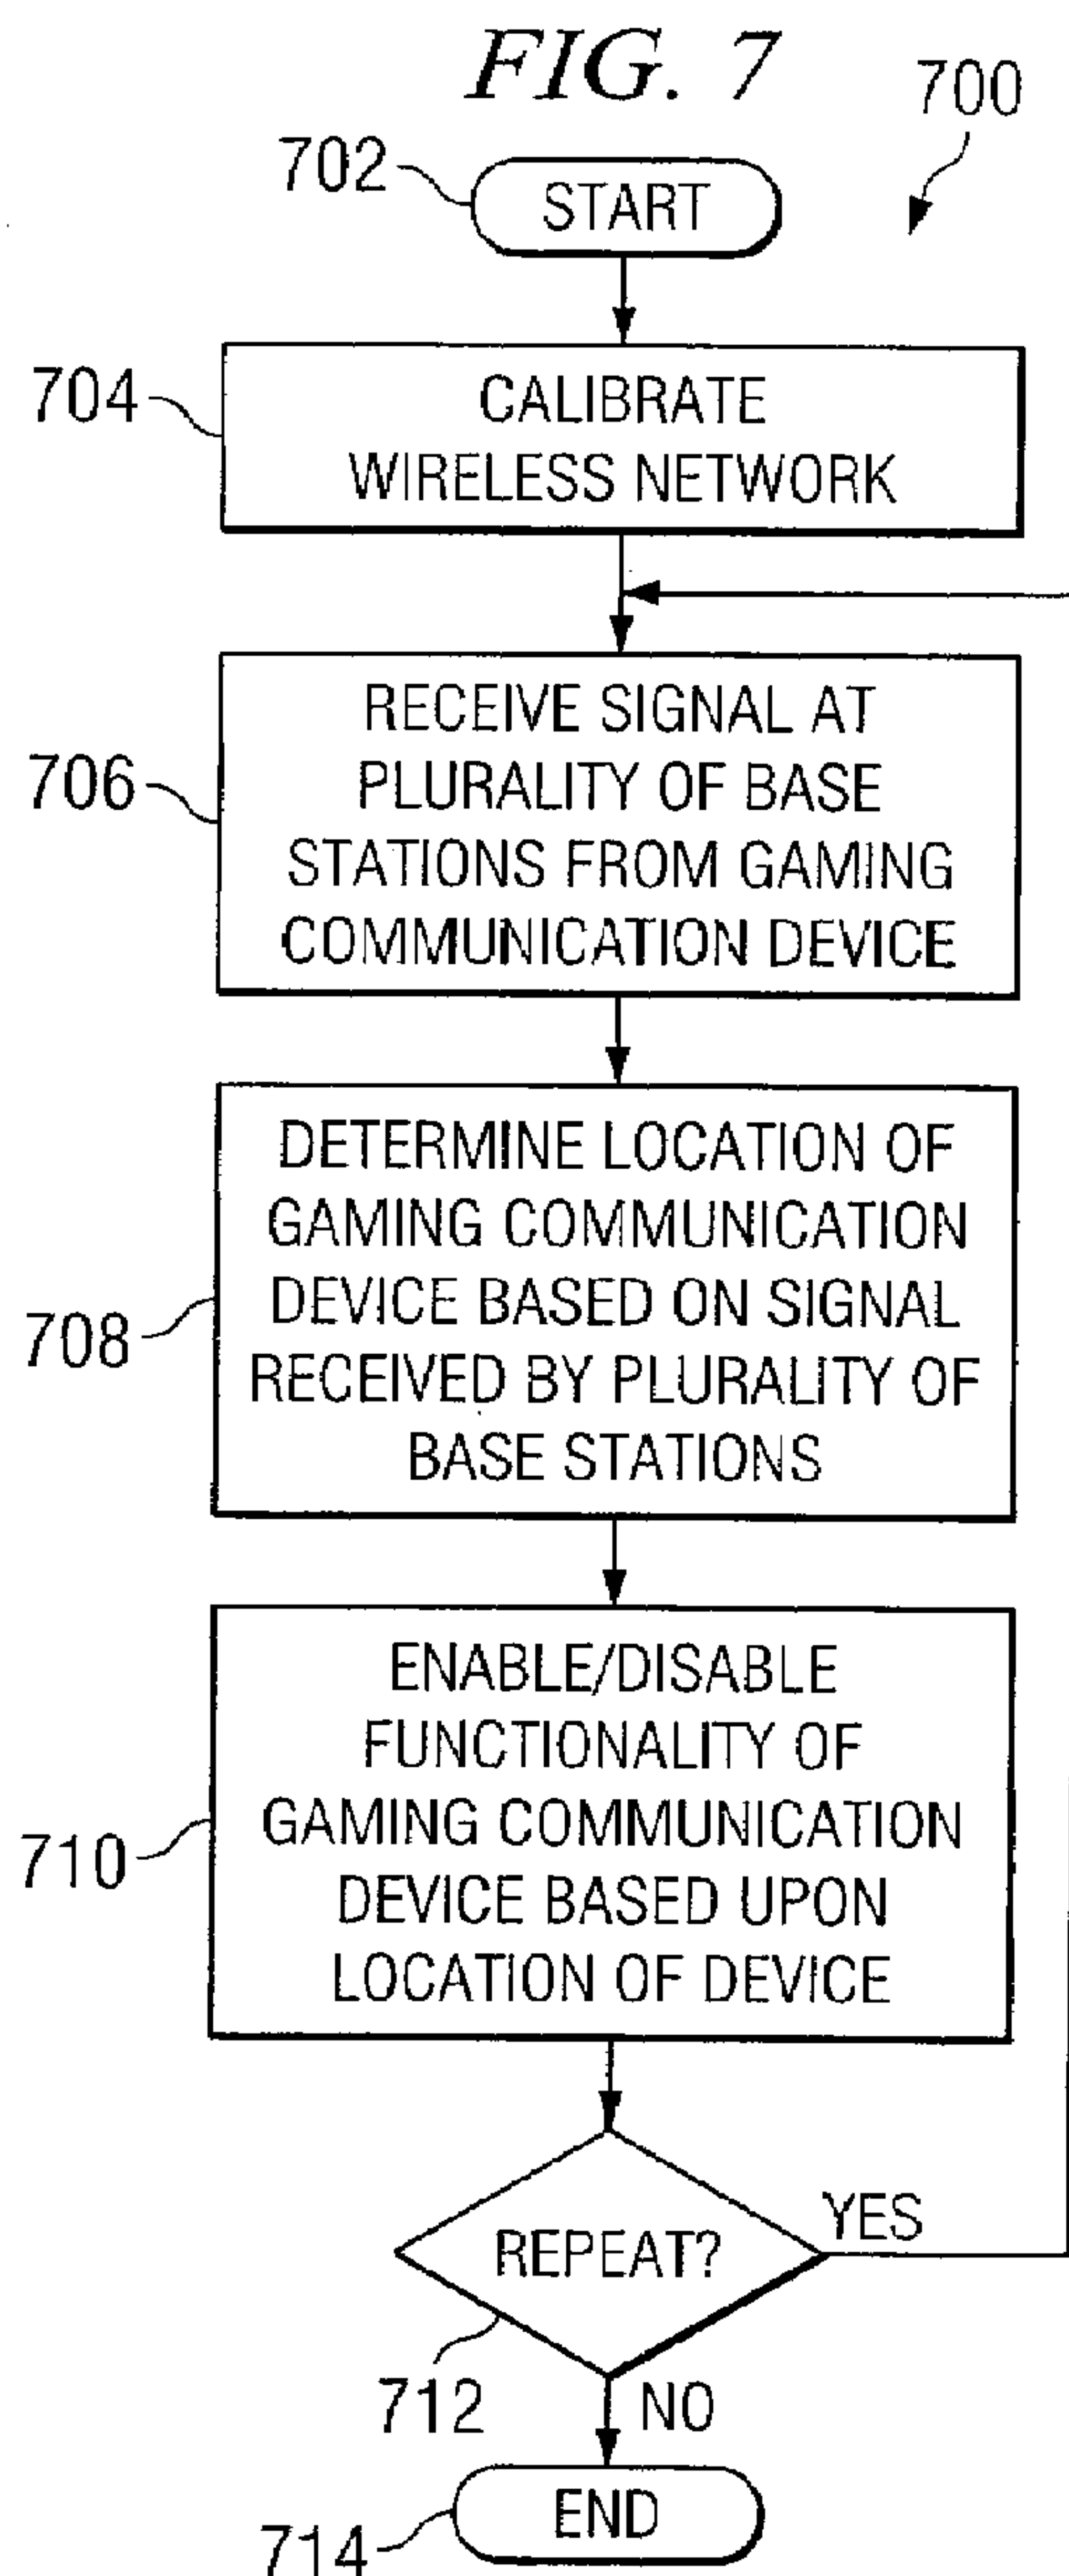 FIG. 7
700
702
START
704
CALIBRATE
WIRELESS NETWORK
706
RECEIVE SIGNAL AT
PLURALITY OF BASE
STATIONS FROM GAMING
COMMUNICATION DEVICE
708
DETERMINE LOCATION OF
GAMING COMMUNICATION
DEVICE BASED ON SIGNAL
RECEIVED BY PLURALITY OF
BASE STATIONS
710
ENABLE/DISABLE
FUNCTIONALITY OF
GAMING COMMUNICATION
DEVICE BASED UPON
LOCATION OF DEVICE
REPEAT?
YES
712
NO
END
714